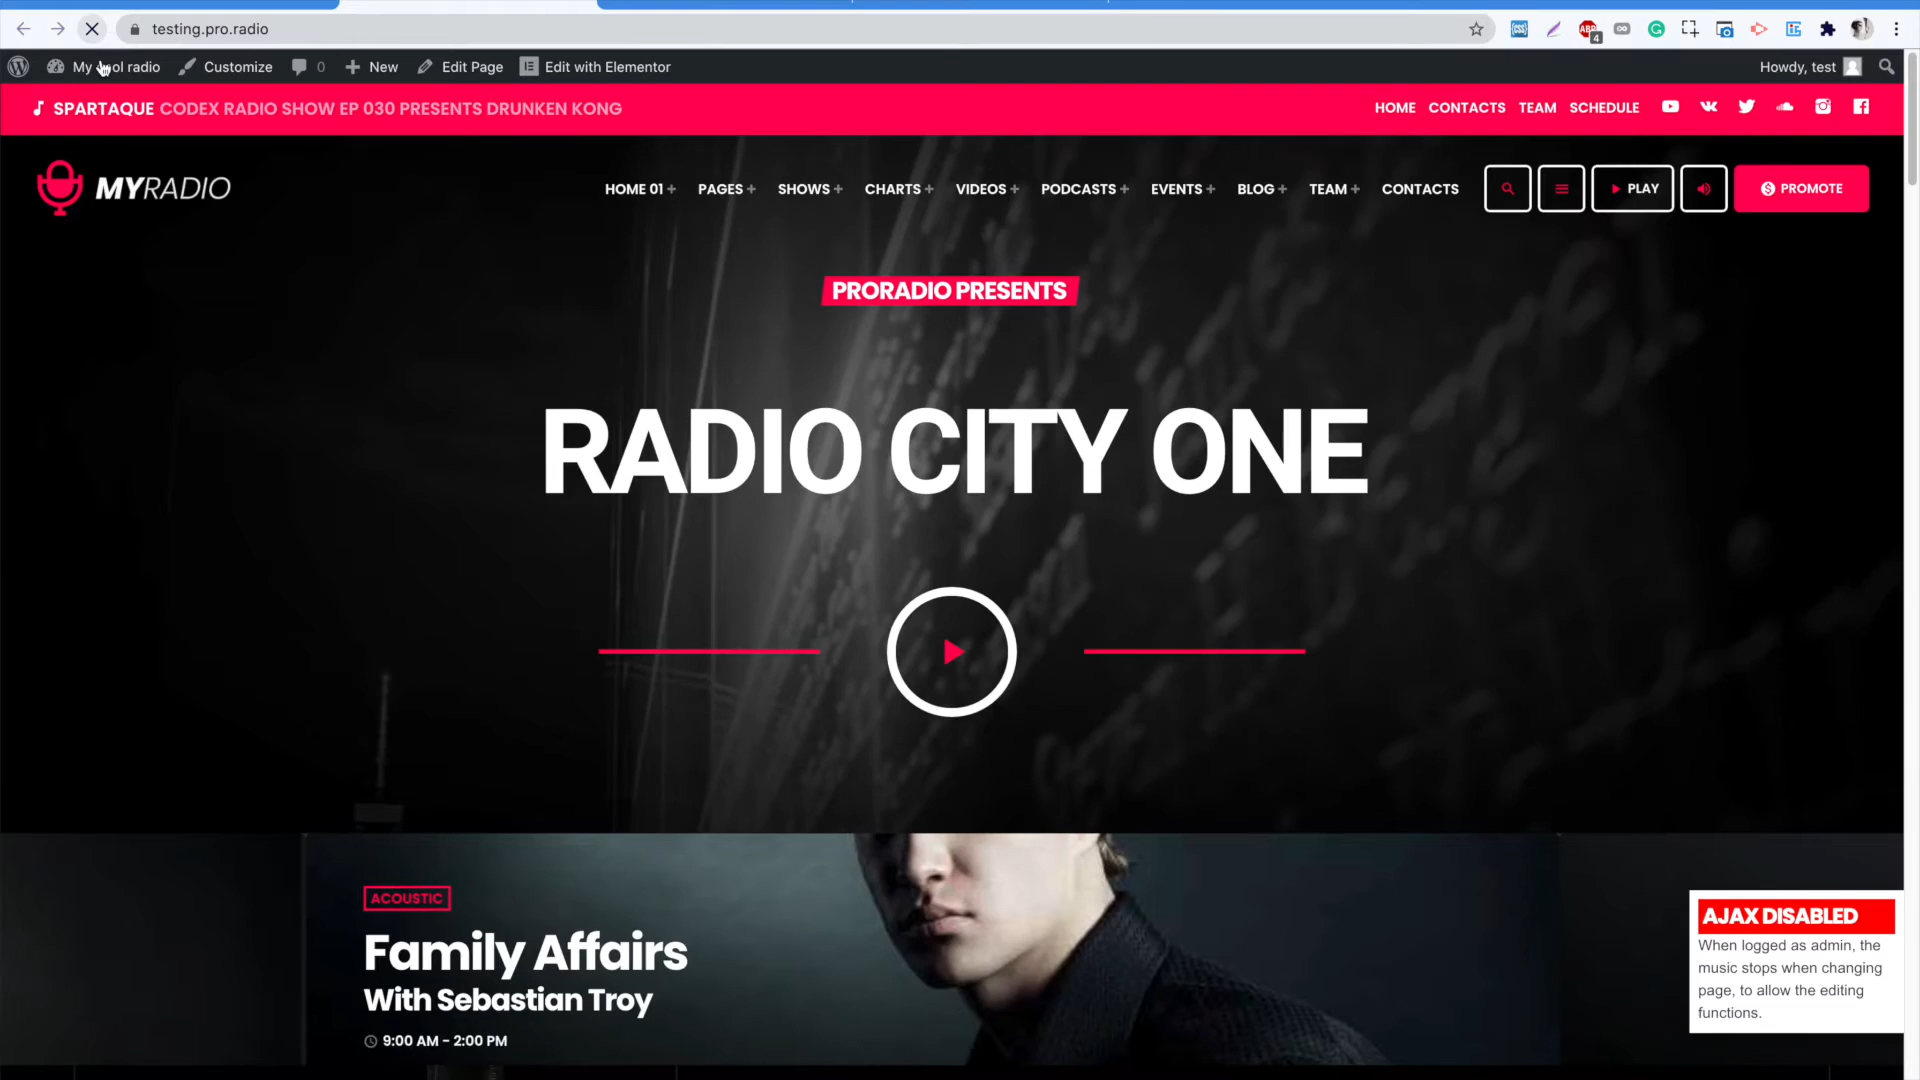 testing.pro.radio
4
My cool radio
Customize
0
New
Edit Page
Edit with Elementor
Howdy, test
SPARTAQUE CODEX RADIO SHOW EP 030 PRESENTS DRUNKEN KONG
HOME CONTACTS TEAM SCHEDULE
MYRADIO
HOME 01 + PAGES + SHOWS + CHARTS + VIDEOS + PODCASTS + EVENTS + BLOG + TEAM + CONTACTS
PLAY
PROMOTE
PRORADIO PRESENTS
RADIO CITY ONE
ACOUSTIC
Family Affairs
With Sebastian Troy
9:00 AM - 2:00 PM
AJAX DISABLED
When logged as admin, the
music stops when changing
page, to allow the editing
functions.